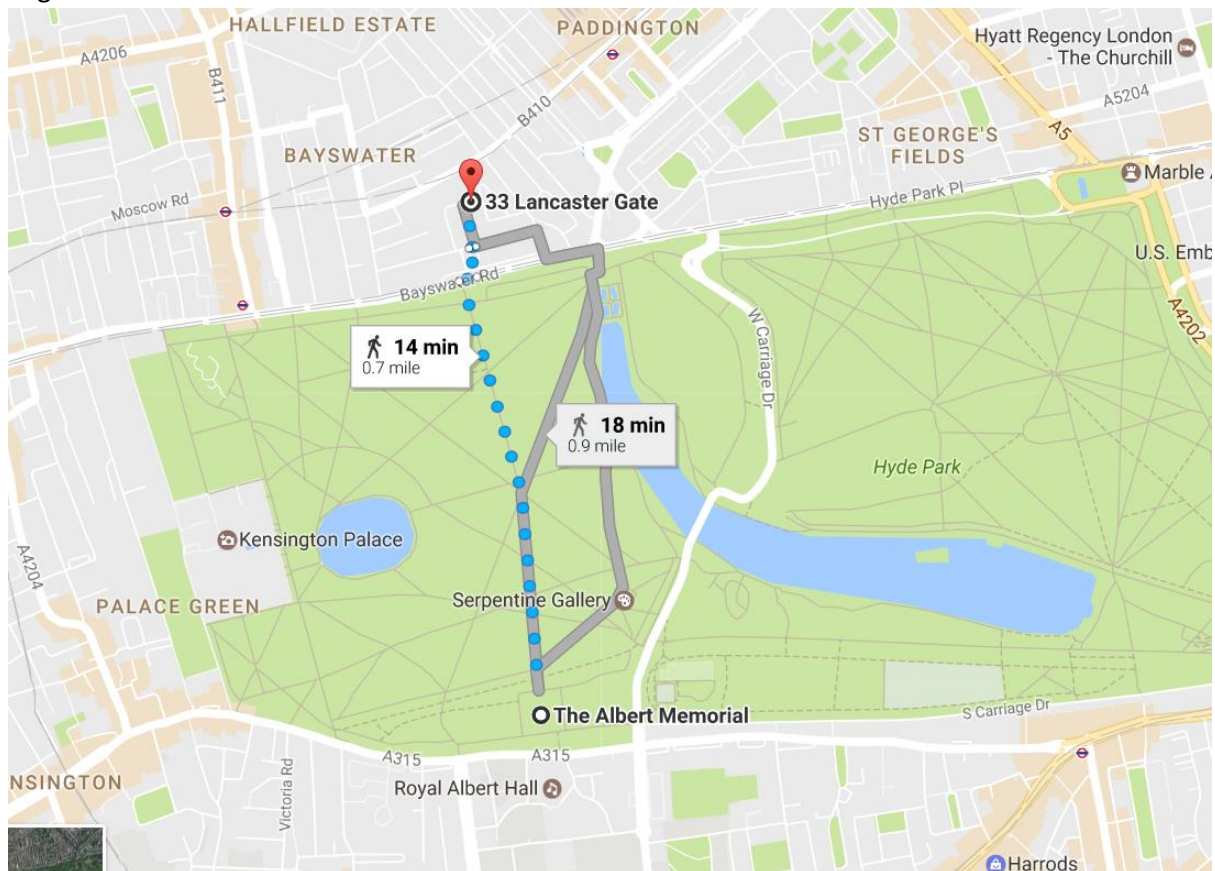 HALLFIELD ESTATE
PADDINGTON
Hyatt Regency London
- The Churchill
A4206
B411
B410
A5204
A5
BAYSWATER
ST GEORGE'S
FIELDS
Marble
Moscow Rd
33 Lancaster Gate
Hyde Park Pl
U.S. Emb
Bayswater Rd
A4202
14 min
0.7 mile
W Carriage Dr
18 min
0.9 mile
Hyde Park
Kensington Palace
A4204
PALACE GREEN
Serpentine Gallery
The Albert Memorial
S Carriage Dr
A315
A315
NSINGTON
Victoria Rd
Royal Albert Hall
Harrods